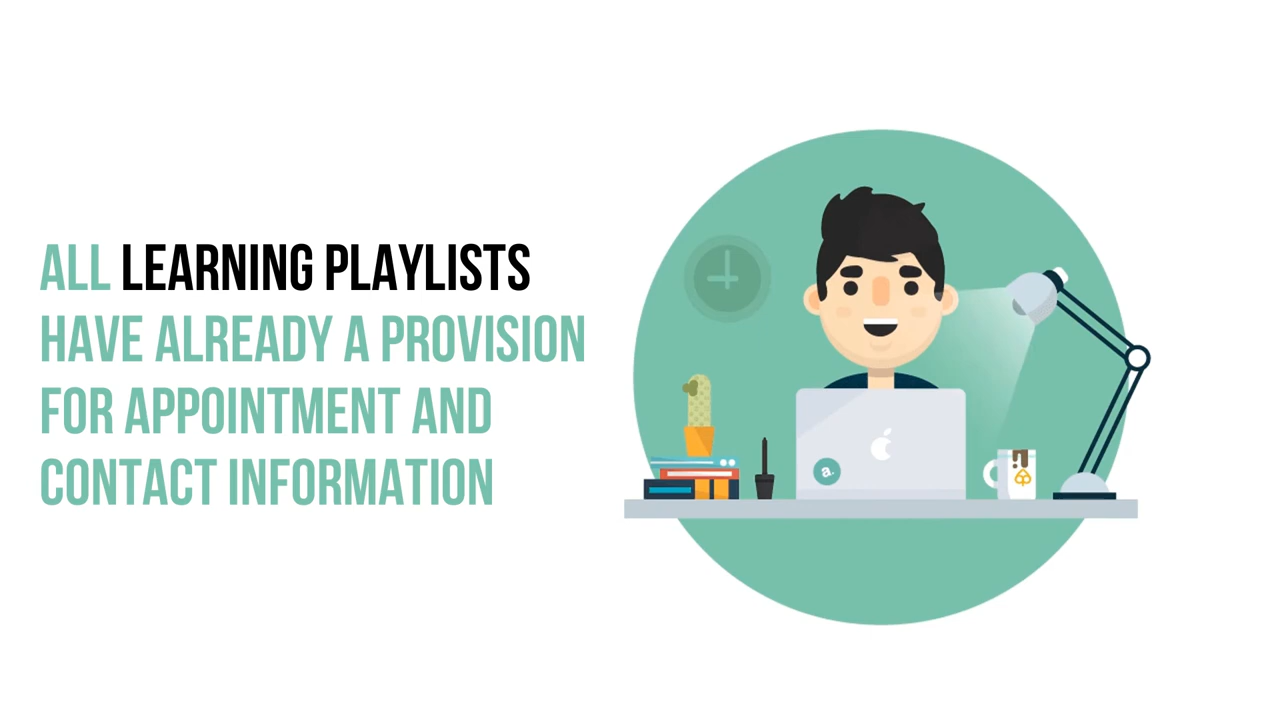 ALL LEARNING PLAYLISTS
HAVE ALREADY A PROVISION
FOR APPOINTMENT AND
CONTACT INFORMATION
a.